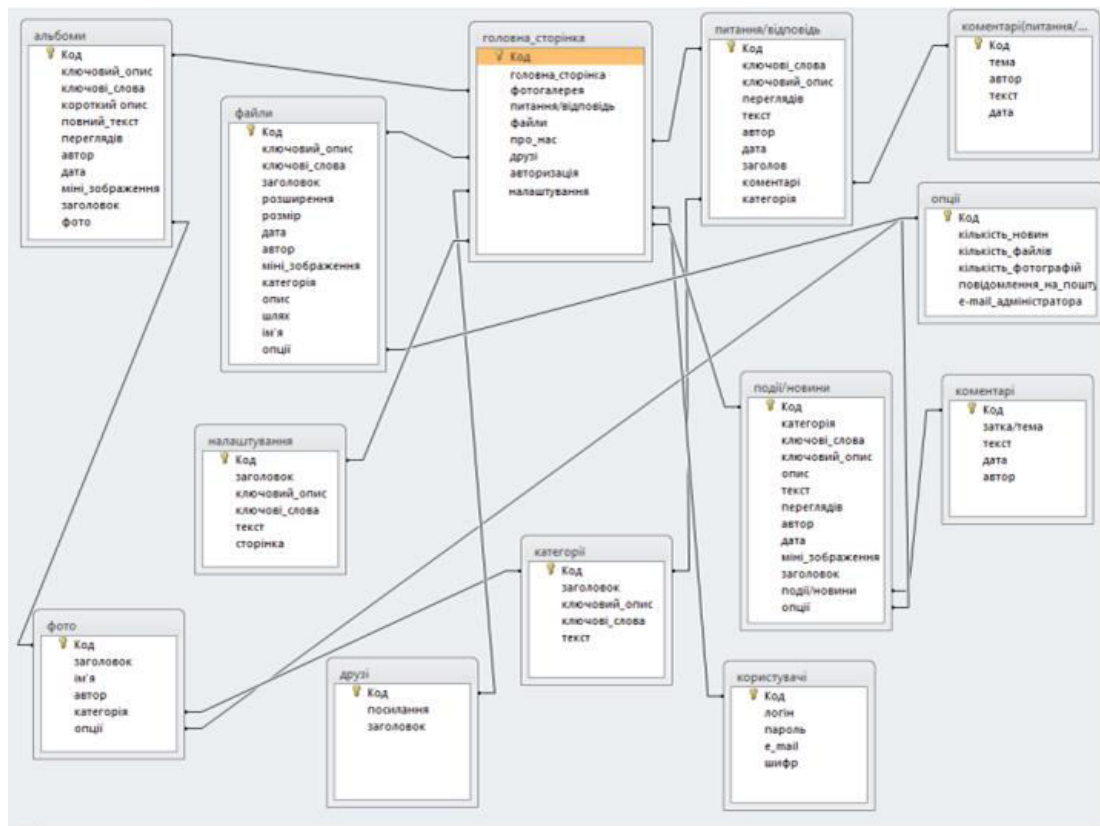 альбоми
Код
ключовий_опис
ключові_слова
короткий опис
повний_текст
переглядів
автор
дата
міні_зображення
заголовок
фото
головна_сторінка
Код
головна_сторінка
фотогалерея
питання/відповідь
файли
про_нас
друзі
авторизація
налаштування
питання/відповідь
Код
ключові_слова
ключовий_опис
переглядів
текст
автор
дата
заголов
коментарі
категорія
коментарі(питання/...
Код
тема
автор
текст
дата
файли
Код
ключовий_опис
ключові_слова
заголовок
розширення
розмір
дата
автор
міні_зображення
категорія
опис
шлях
ім'я
опції
опції
Код
кількість_новин
кількість_файлів
кількість_фотографій
повідомлення_на_пошту
e-mail_адміністратора
події/новини
Код
категорія
ключові_слова
ключовий_опис
опис
текст
переглядів
автор
дата
міні_зображення
заголовок
події/новини
опції
коментарі
Код
затка/тема
текст
дата
автор
налаштування
Код
заголовок
ключовий_опис
ключові_слова
текст
сторінка
категорії
Код
заголовок
ключовий_опис
ключові_слова
текст
фото
Код
заголовок
ім'я
автор
категорія
опції
друзі
Код
посилання
заголовок
користувачі
Код
логін
пароль
e_mail
шифр